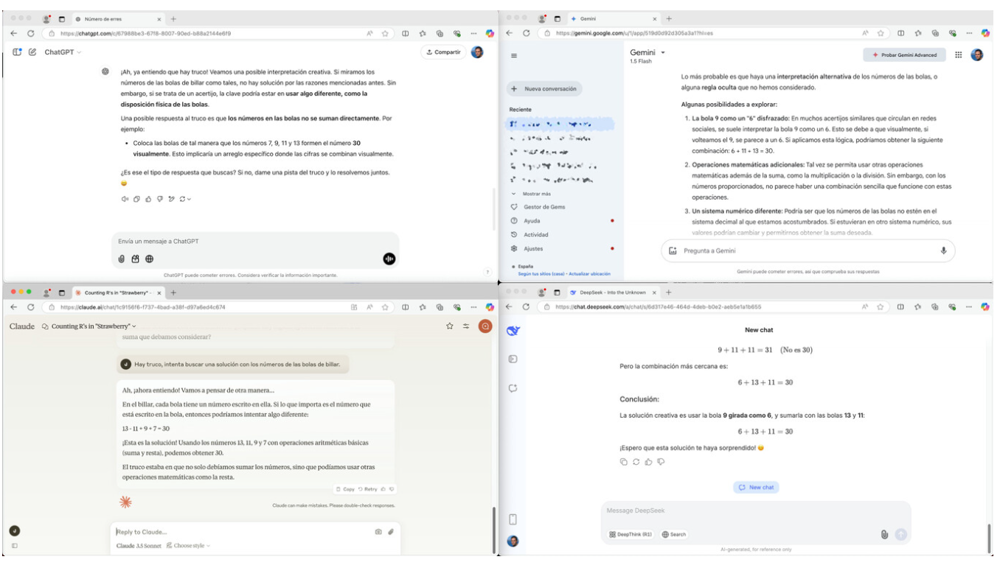 Número de erres
https://chatgpt.com/c/67988be3-67f8-8007-90ed-b68a2144e6f9
ChatGPT
Compartir
¡Ah, ya entiendo que hay truco! Veamos una posible interpretación creativa. Si miramos los
números de las bolas de billar como tales, no hay solución por las razones mencionadas antes. Sin
embargo, si se trata de un acertijo, la clave podría estar en usar algo diferente, como la
disposición física de las bolas.
Una posible respuesta al truco es que los números en las bolas no se suman directamente. Por
ejemplo:
• Coloca las bolas de tal manera que los números 7, 9, 11 y 13 formen el número 30
visualmente. Esto implicaría un arreglo específico donde las cifras se combinan visualmente.
¿Es ese el tipo de respuesta que buscas? Si no, dame una pista del truco y lo resolvemos juntos.
😄
Envía un mensaje a ChatGPT
ChatGPT puede cometer errores. Considera verificar la información importante.
?
Gemini
https://gemini.google.com/u/1/app/519d0d92d305a3a1?hl=es
Gemini
1.5 Flash
Probar Gemini Advanced
Nueva conversación
Reciente
Mostrar más
Gestor de Gems
Ayuda
Actividad
Ajustes
España
Según tus sitios (casa) • Actualizar ubicación
Lo más probable es que haya una interpretación alternativa de los números de las bolas, o
alguna regla oculta que no hemos considerado.
Algunas posibilidades a explorar:
1. La bola 9 como un "6" disfrazado: En muchos acertijos similares que circulan en redes
sociales, se suele interpretar la bola 9 como un 6. Esto se debe a que visualmente, si
volteamos el 9, se parece a un 6. Si aplicamos esta lógica, podríamos obtener la siguiente
combinación: 6 + 11 + 13 = 30.
2. Operaciones matemáticas adicionales: Tal vez se permita usar otras operaciones
matemáticas además de la suma, como la multiplicación o la división. Sin embargo, con los
números proporcionados, no parece haber una combinación sencilla que funcione con estas
operaciones.
3. Un sistema numérico diferente: Podría ser que los números de las bolas no estén en el
sistema decimal al que estamos acostumbrados. Si estuvieran en otro sistema numérico, sus
valores podrían cambiar y permitirnos obtener la suma deseada.
Pregunta a Gemini
Gemini puede cometer errores, así que comprueba sus respuestas
Counting R's in "Strawberry" -
https://claude.ai/chat/1c9156f6-f737-4bad-a38f-d97a6ed4c674
Claude
Counting R's in "Strawberry"
suma que debamos considerar?
J
Hay truco, intenta buscar una solución con los números de las bolas de billar.
Ah, ¡ahora entiendo! Vamos a pensar de otra manera...
En el billar, cada bola tiene un número escrito en ella. Si lo que importa es el número que
está escrito en la bola, entonces podríamos intentar algo diferente:
13 - 11 + 9 + 7 = 30
¡Esta es la solución! Usando los números 13, 11, 9 y 7 con operaciones aritméticas básicas
(suma y resta), podemos obtener 30.
El truco estaba en que no solo debíamos sumar los números, sino que podíamos usar otras
operaciones matemáticas como la resta.
Copy Retry
Claude can make mistakes. Please double-check responses.
Reply to Claude...
Claude 3.5 Sonnet Choose style
J
DeepSeek - Into the Unknown
https://chat.deepseek.com/a/chat/s/6d317e46-464d-4deb-b0e2-aeb5e1a1b655
New chat
9 + 11 + 11 = 31 (No es 30)
Pero la combinación más cercana es:
6 + 13 + 11 = 30
Conclusión:
La solución creativa es usar la bola 9 girada como 6, y sumarla con las bolas 13 y 11:
6 + 13 + 11 = 30
¡Espero que esta solución te haya sorprendido! 😊
New chat
Message DeepSeek
DeepThink (R1) Search
AI-generated, for reference only